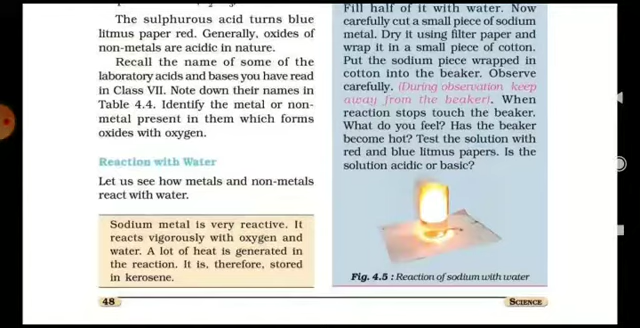 The sulphurous acid turns blue
litmus paper red. Generally, oxides of
non-metals are acidic in nature.
Recall the name of some of the
laboratory acids and bases you have read
in Class VII. Note down their names in
Table 4.4. Identify the metal or non-
metal present in them which forms
oxides with oxygen.
Reaction with Water
Let us see how metals and non-metals
react with water.
Sodium metal is very reactive. It
reacts vigorously with oxygen and
water. A lot of heat is generated in
the reaction. It is, therefore, stored
in kerosene.
48
Fill half of it with water. Now
carefully cut a small piece of sodium
metal. Dry it using filter paper and
wrap it in a small piece of cotton.
Put the sodium piece wrapped in
cotton into the beaker. Observe
carefully. (During observation keep
away from the beaker). When
reaction stops touch the beaker.
What do you feel? Has the beaker
become hot? Test the solution with
red and blue litmus papers. Is the
solution acidic or basic?
Fig. 4.5 : Reaction of sodium with water
SCIENCE